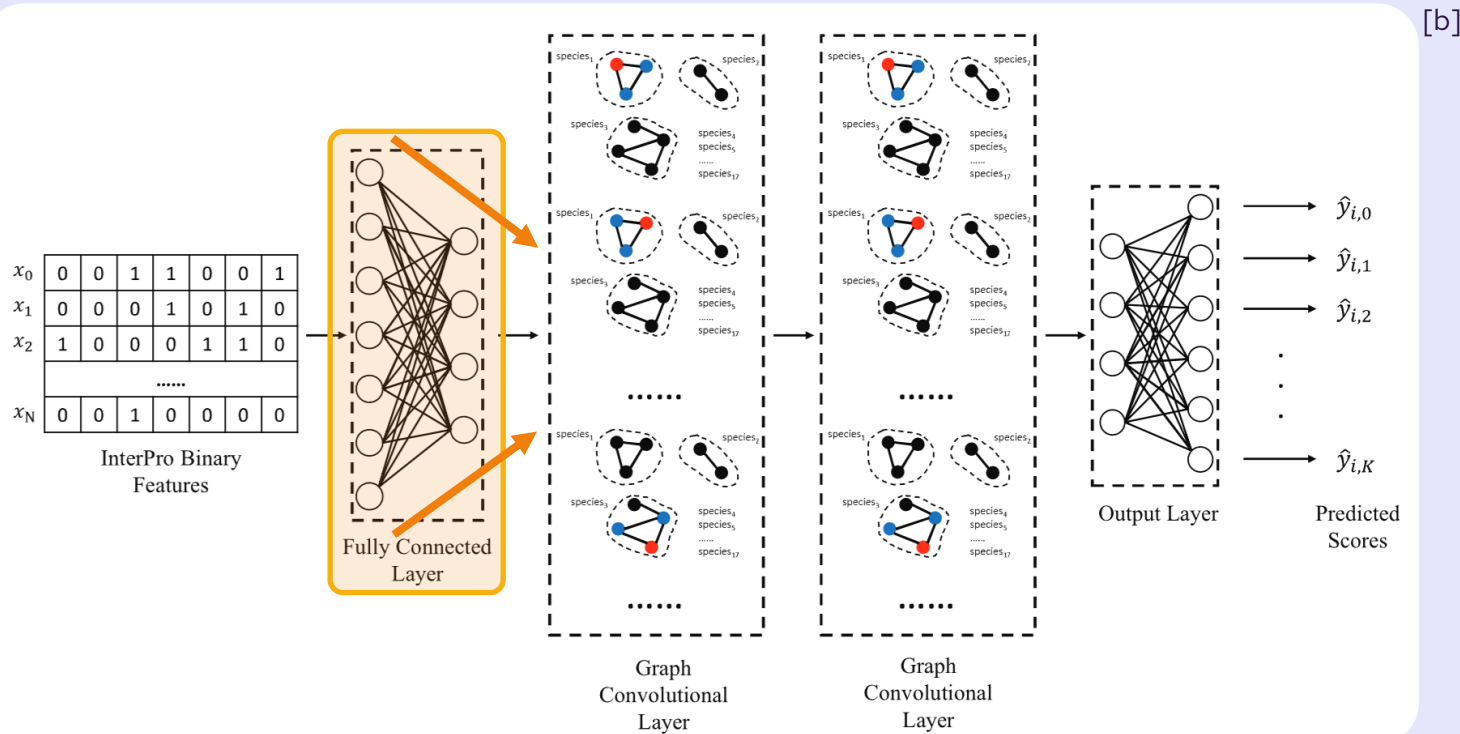 [b]
x0 0 0 1 1 0 0 1
x1 0 0 0 1 0 1 0
x2 1 0 0 0 1 1 0
......
xN 0 0 1 0 0 0 0
InterPro Binary
Features
Fully Connected
Layer
species1
species2
species3
species4
species5
......
species17
species1
species2
species3
species4
species5
......
species17
......
species1
species2
species3
species4
species5
......
species17
......
Graph
Convolutional
Layer
species1
species2
species3
species4
species5
......
species17
species1
species2
species3
species4
species5
......
species17
......
species1
species2
species3
species4
species5
......
species17
......
Graph
Convolutional
Layer
Output Layer
ŷi,0
ŷi,1
ŷi,2
.
.
.
ŷi,K
Predicted
Scores